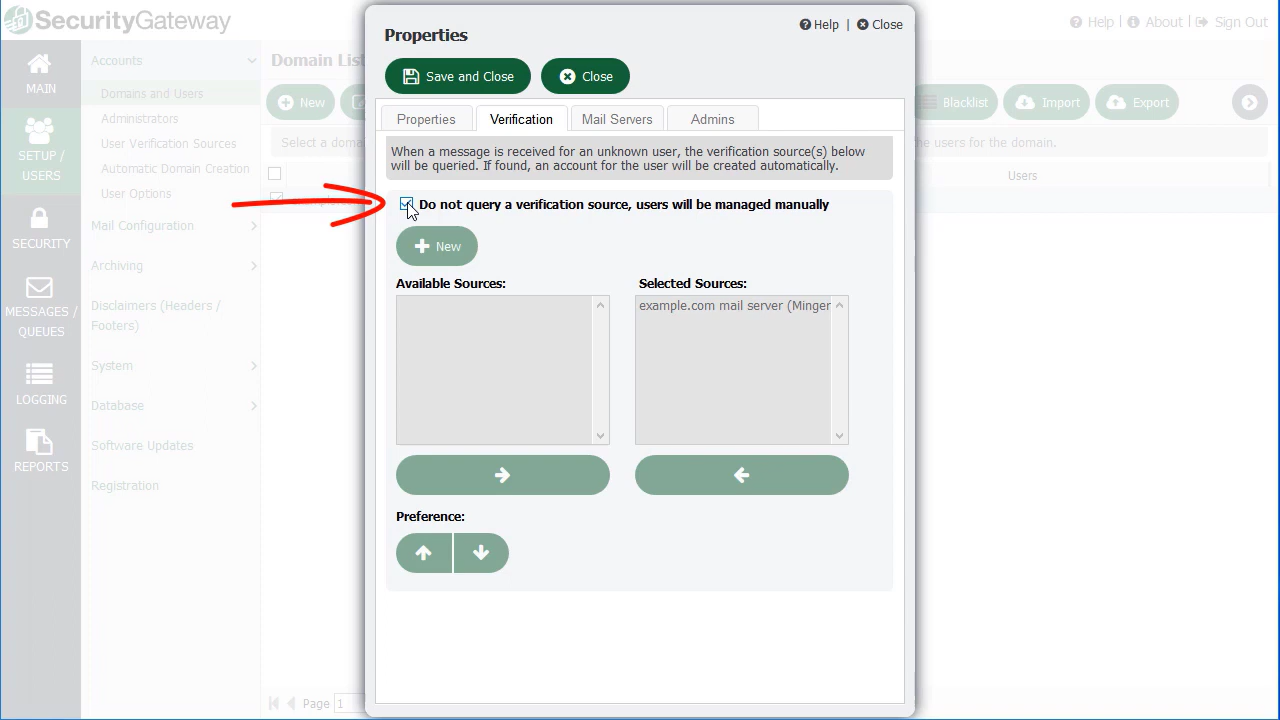 SecurityGateway
Help | About | Sign Out
MAIN
SETUP /
USERS
SECURITY
MESSAGES /
QUEUES
LOGGING
REPORTS
Accounts
Domains and Users
Administrators
User Verification Sources
Automatic Domain Creation
User Options
Mail Configuration
Archiving
Disclaimers (Headers /
Footers)
System
Database
Software Updates
Registration
Domain List
New
Blacklist
Import
Export
Select a doma
the users for the domain.
Users
Page 1
Properties
Help | Close
Save and Close
Close
Properties
Verification
Mail Servers
Admins
When a message is received for an unknown user, the verification source(s) below
will be queried. If found, an account for the user will be created automatically.
Do not query a verification source, users will be managed manually
New
Available Sources:
Selected Sources:
example.com mail server (Minger
Preference: